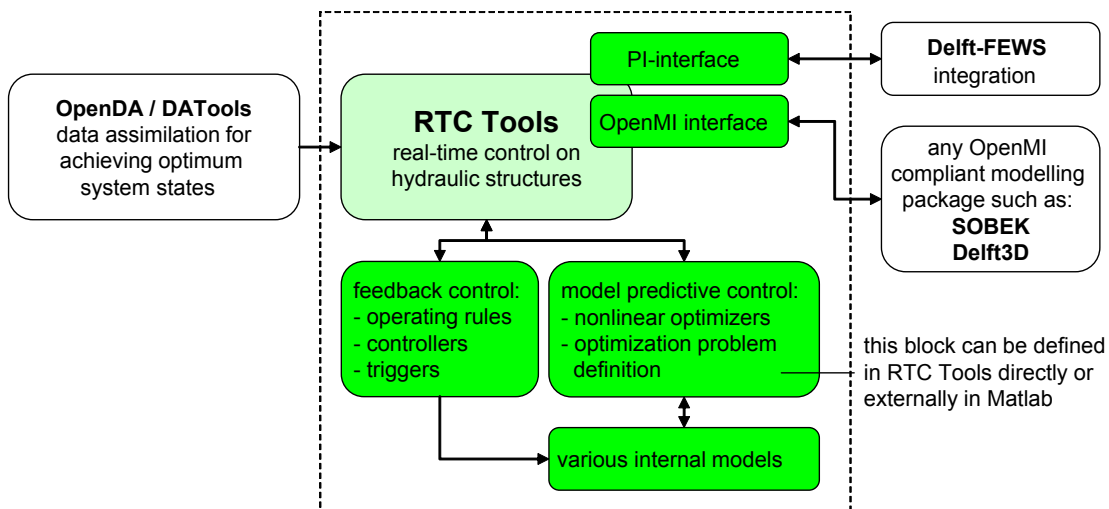 OpenDA / DATools
data assimilation for
achieving optimum
system states
RTC Tools
real-time control on
hydraulic structures
PI-interface
OpenMI interface
Delft-FEWS
integration
any OpenMI
compliant modelling
package such as:
SOBEK
Delft3D
feedback control:
- operating rules
- controllers
- triggers
model predictive control:
- nonlinear optimizers
- optimization problem
definition
this block can be defined
in RTC Tools directly or
externally in Matlab
various internal models